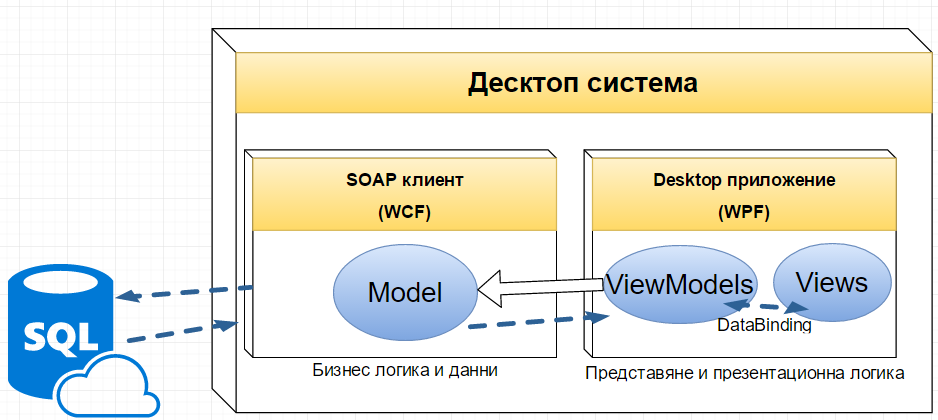 Десктоп система
SOAP клиент
(WCF)
Desktop приложение
(WPF)
Model
ViewModels
Views
DataBinding
SQL
Бизнес логика и данни
Представяне и презентационна логика